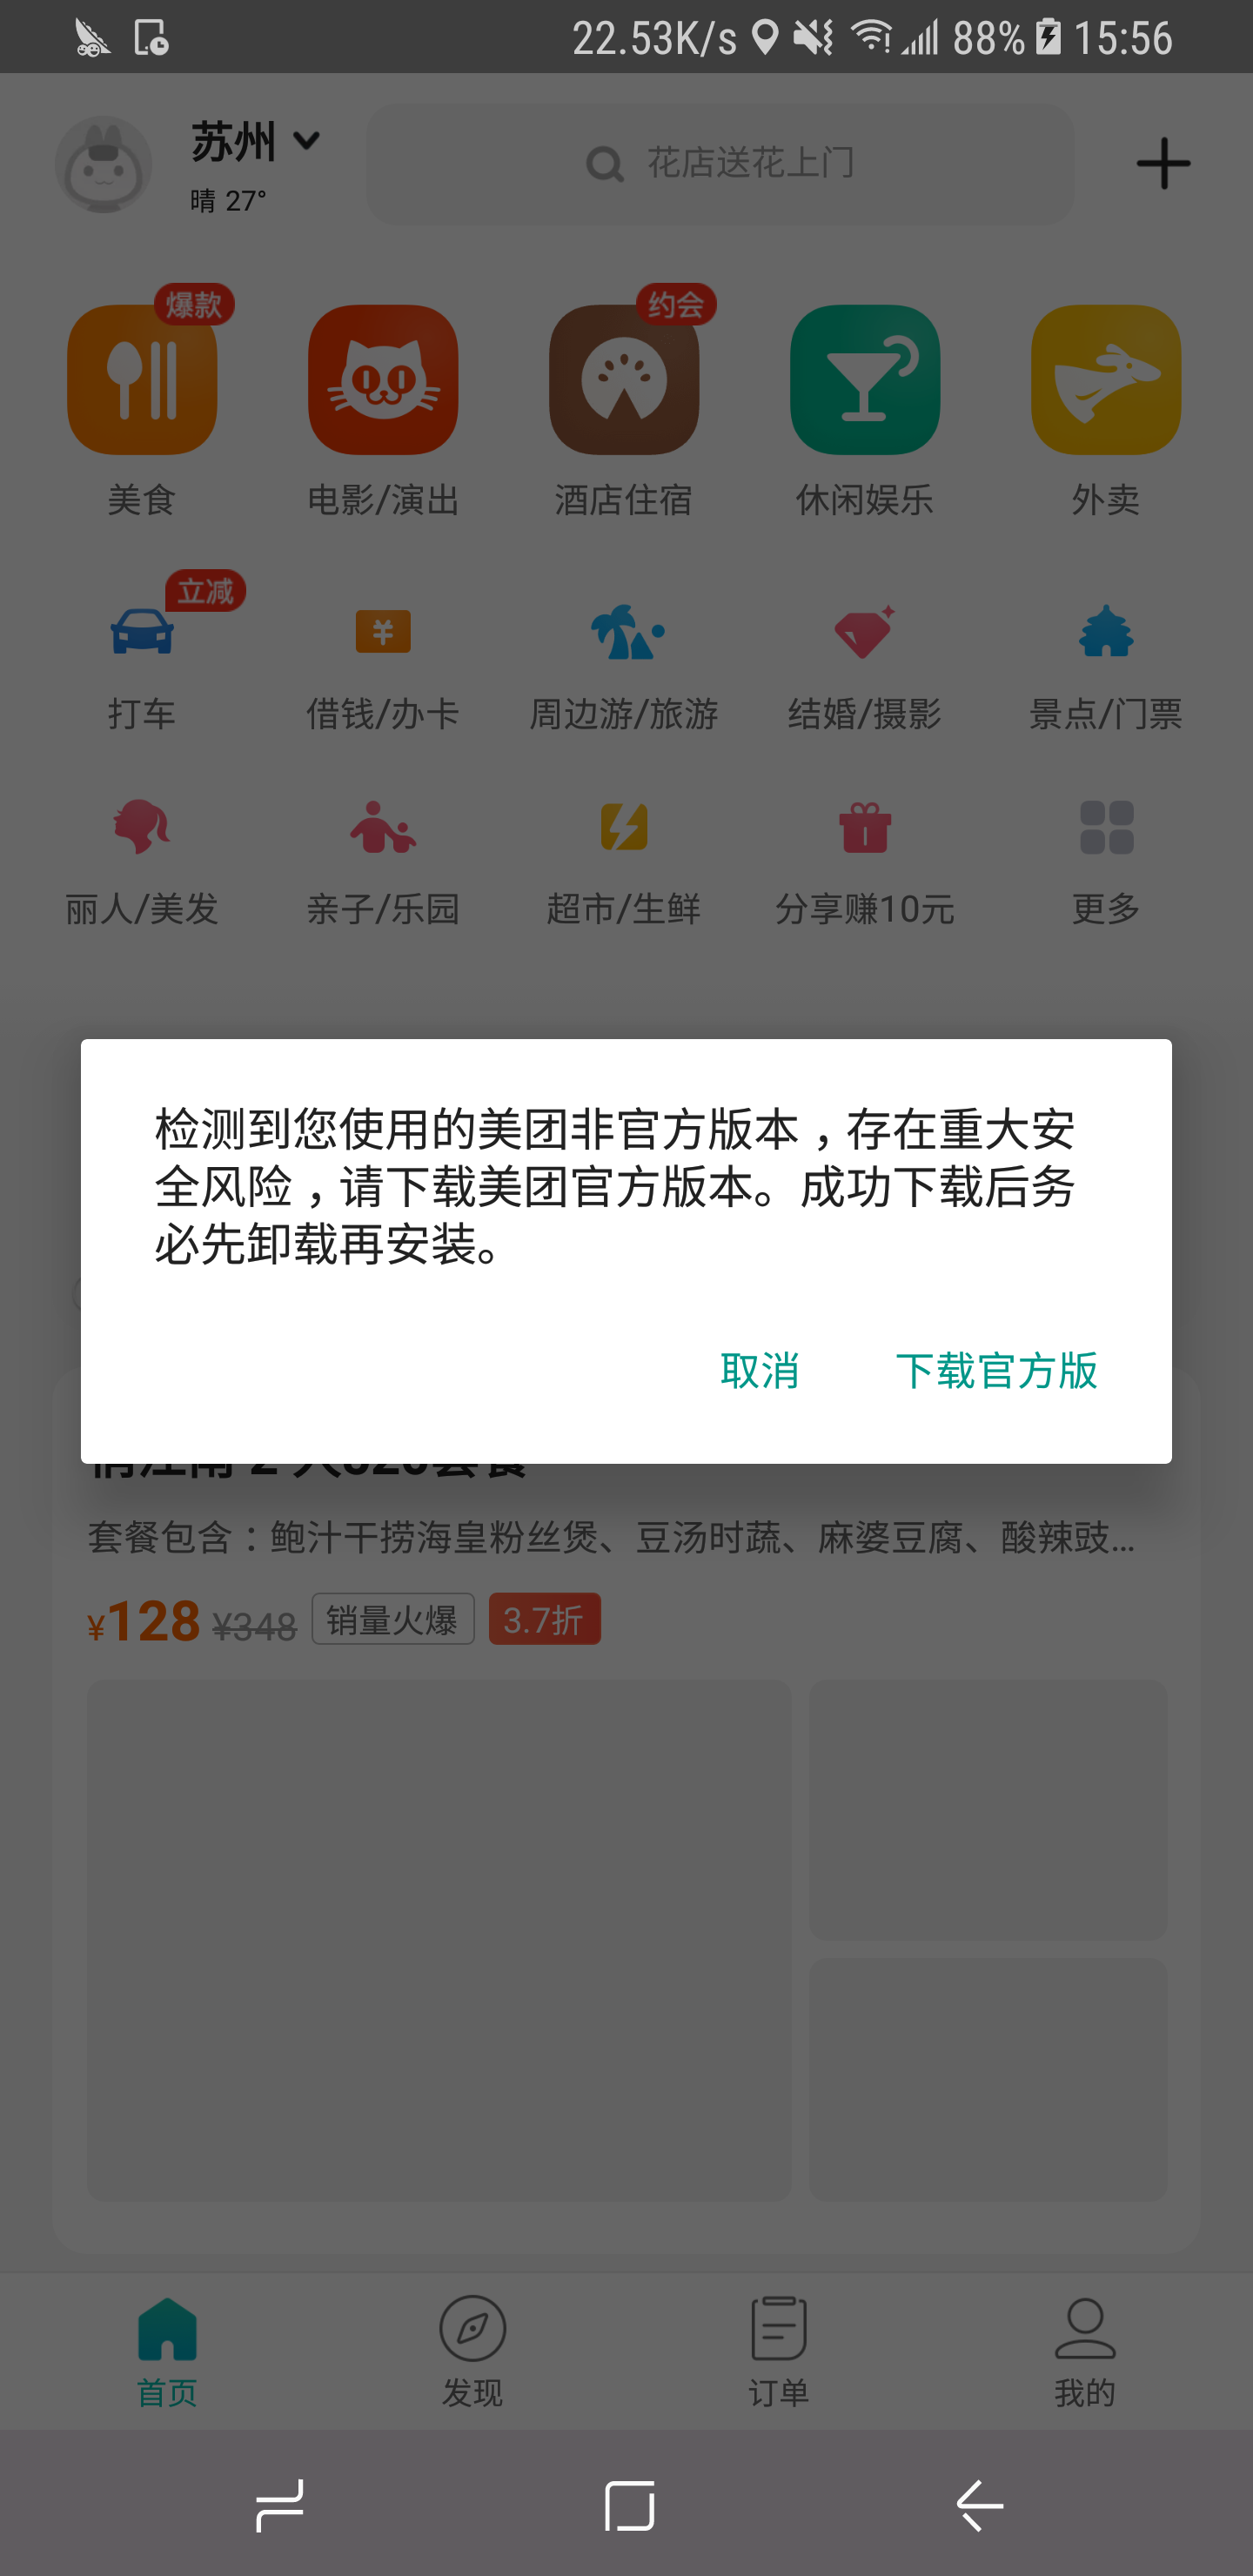 22.53K/s 88% 15:56
苏州
晴 27°
花店送花上门
爆款
约会
美食 电影/演出 酒店住宿 休闲娱乐 外卖
立减
打车 借钱/办卡 周边游/旅游 结婚/摄影 景点/门票
丽人/美发 亲子/乐园 超市/生鲜 分享赚10元 更多
检测到您使用的美团非官方版本，存在重大安
全风险，请下载美团官方版本。成功下载后务
必先卸载再安装。
取消 下载官方版
套餐包含：鲍汁干捞海皇粉丝煲、豆汤时蔬、麻婆豆腐、酸辣豉...
¥128 ¥348 销量火爆 3.7折
首页 发现 订单 我的